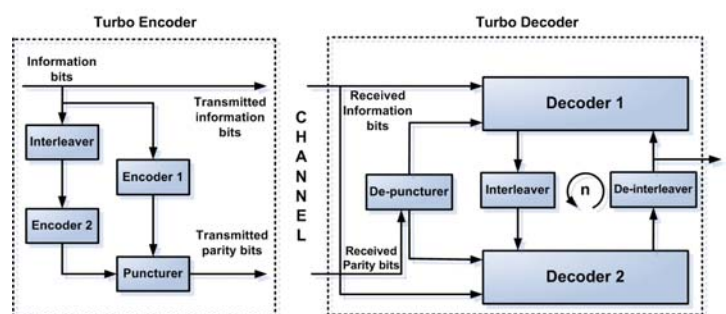 Turbo Encoder
Turbo Decoder
Information
bits
Transmitted
information
bits
Interleaver
Encoder 1
Encoder 2
Transmitted
parity bits
Puncturer
CHANNEL
Received
Information
bits
Decoder 1
De-puncturer
Interleaver
n
De-interleaver
Received
Parity bits
Decoder 2